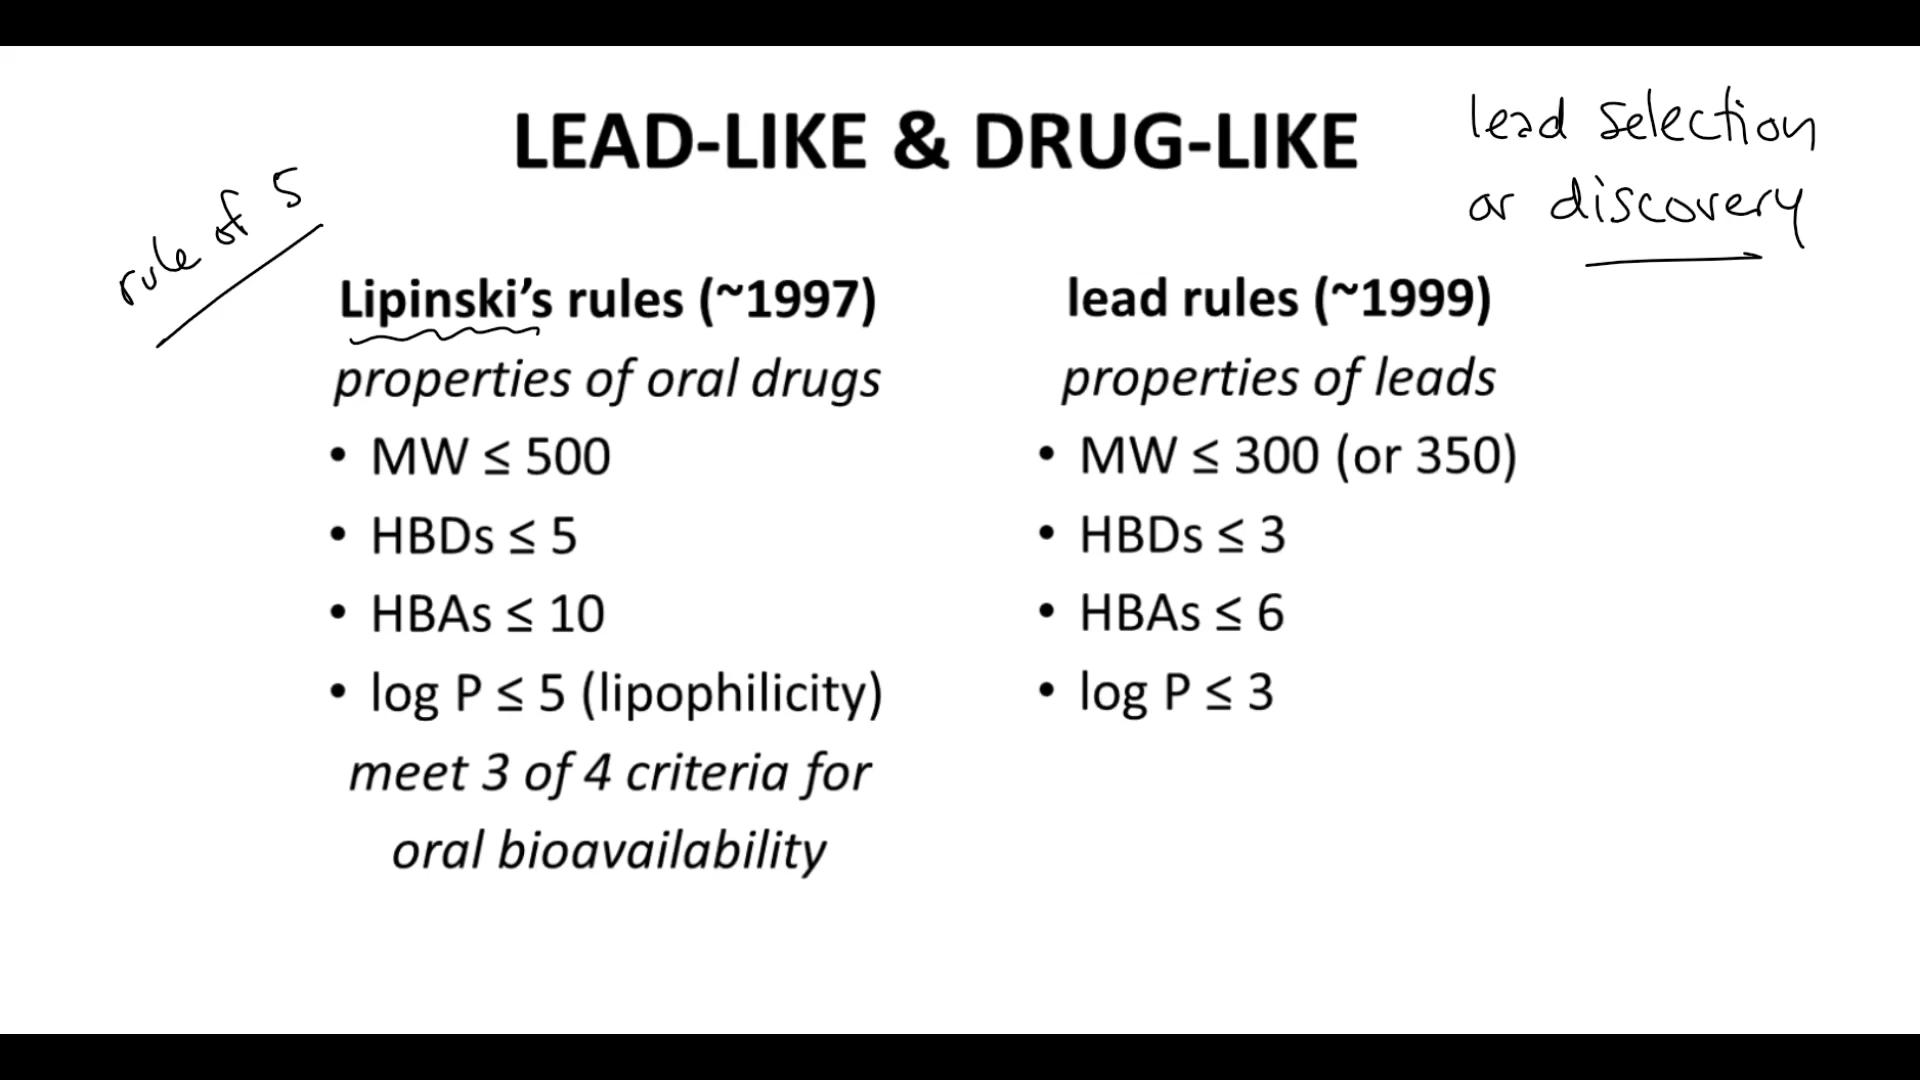 LEAD-LIKE & DRUG-LIKE
lead selection
or discovery
rule of 5
Lipinski’s rules (~1997)
properties of oral drugs
• MW ≤ 500
• HBDs ≤ 5
• HBAs ≤ 10
• log P ≤ 5 (lipophilicity)
meet 3 of 4 criteria for
oral bioavailability
lead rules (~1999)
properties of leads
• MW ≤ 300 (or 350)
• HBDs ≤ 3
• HBAs ≤ 6
• log P ≤ 3